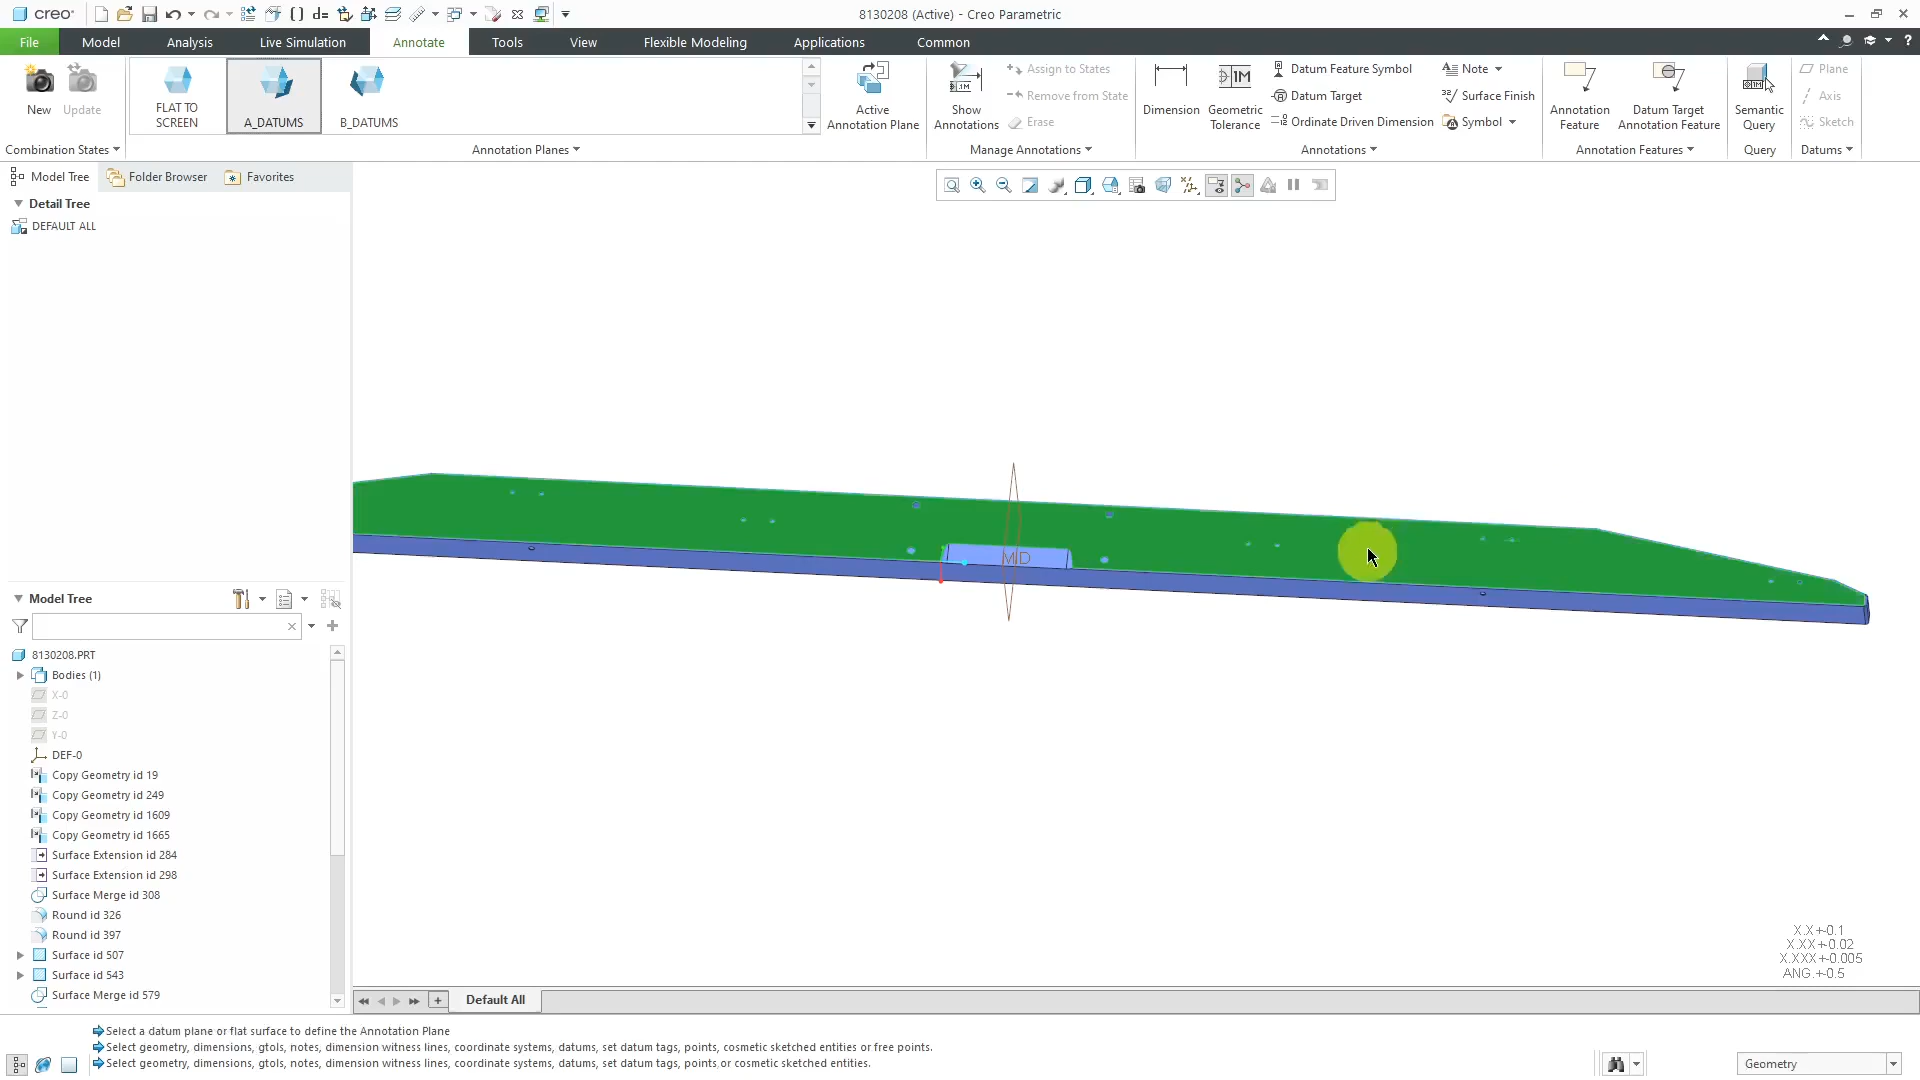 creo
8130208 (Active) - Creo Parametric
File
Model
Analysis
Live Simulation
Annotate
Tools
View
Flexible Modeling
Applications
Common
New
Update
FLAT TO SCREEN
A_DATUMS
B_DATUMS
Active Annotation Plane
Show Annotations
Assign to States
Remove from State
Erase
Dimension
Geometric Tolerance
Datum Feature Symbol
Datum Target
Ordinate Driven Dimension
Note
Surface Finish
Symbol
Annotation Feature
Datum Target Annotation Feature
Semantic Query
Plane
Axis
Sketch
Combination States
Annotation Planes
Manage Annotations
Annotations
Annotation Features
Query
Datums
Model Tree
Folder Browser
Favorites
Detail Tree
DEFAULT ALL
MID
Model Tree
8130208.PRT
Bodies (1)
X-0
Z-0
Y-0
DEF-0
Copy Geometry id 19
Copy Geometry id 249
Copy Geometry id 1609
Copy Geometry id 1665
Surface Extension id 284
Surface Extension id 298
Surface Merge id 308
Round id 326
Round id 397
Surface id 507
Surface id 543
Surface Merge id 579
X.X+-0.1
X.XX+-0.02
X.XXX+-0.005
ANG.+-0.5
Default All
Select a datum plane or flat surface to define the Annotation Plane
Select geometry, dimensions, gtols, notes, dimension witness lines, coordinate systems, datums, set datum tags, points, cosmetic sketched entities or free points.
Select geometry, dimensions, gtols, notes, dimension witness lines, coordinate systems, datums, set datum tags, points or cosmetic sketched entities.
Geometry